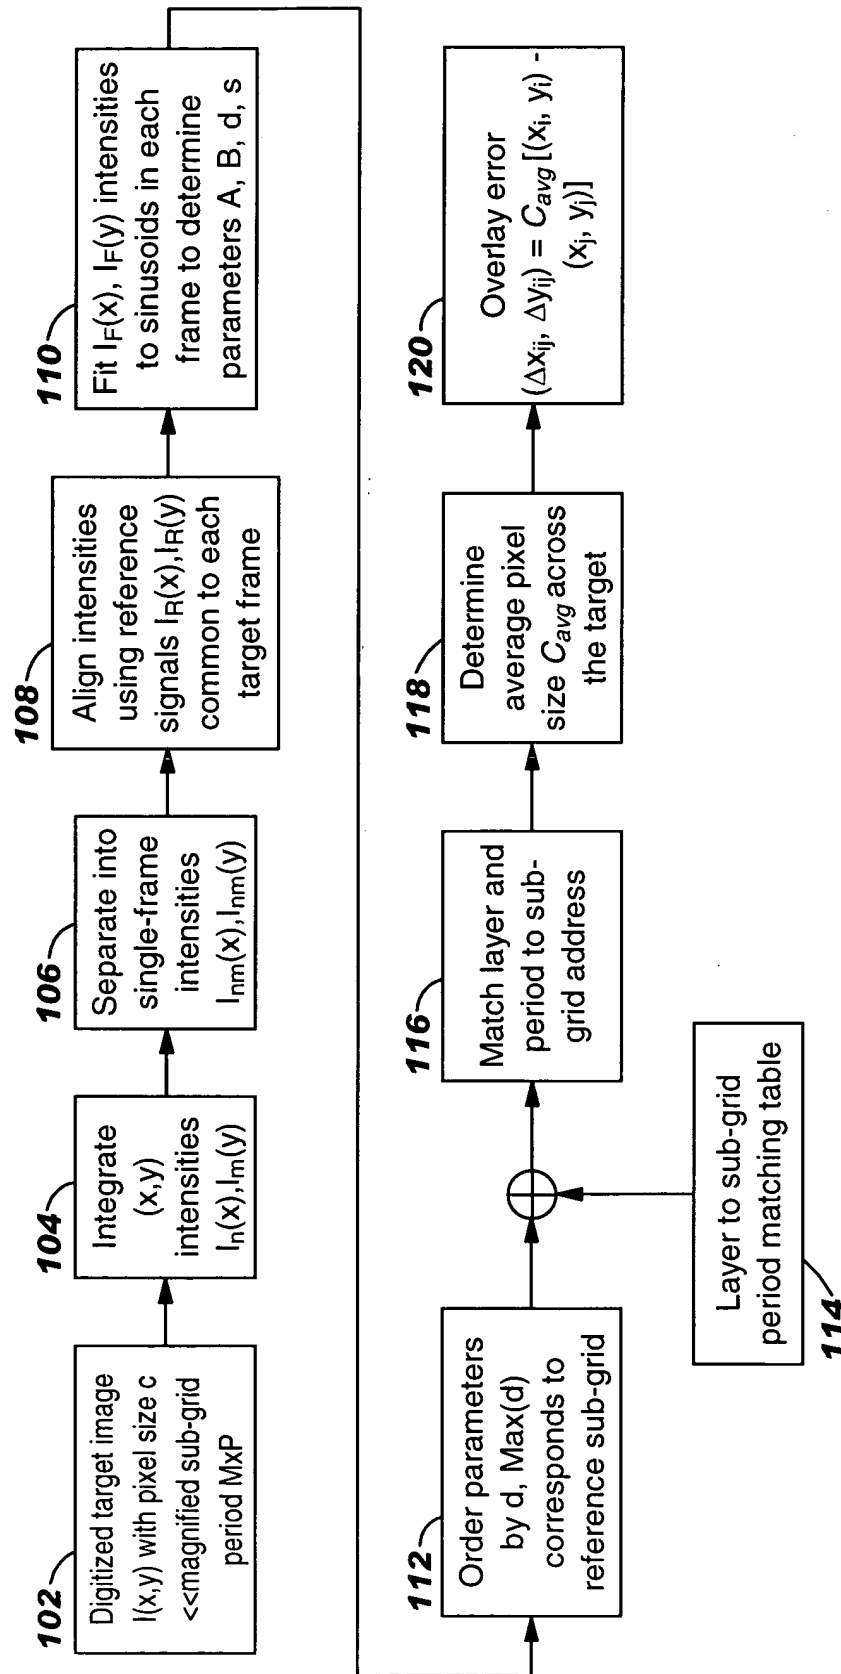 102
Digitized target image
I(x,y) with pixel size c
<<magnified sub-grid
period MxP
104
Integrate
(x,y)
intensities
In(x),Im(y)
106
Separate into
single-frame
intensities
Inm(x),Inm(y)
108
Align intensities
using reference
signals IR(x),IR(y)
common to each
target frame
110
Fit IF(x), IF(y) intensities
to sinusoids in each
frame to determine
parameters A, B, d, s
112
Order parameters
by d, Max(d)
corresponds to
reference sub-grid
Layer to sub-grid
period matching table
114
116
Match layer and
period to sub-
grid address
118
Determine
average pixel
size Cavg across
the target
120
Overlay error
(Δxij, Δyij) = Cavg [(xi, yi) -
(xj, yj)]